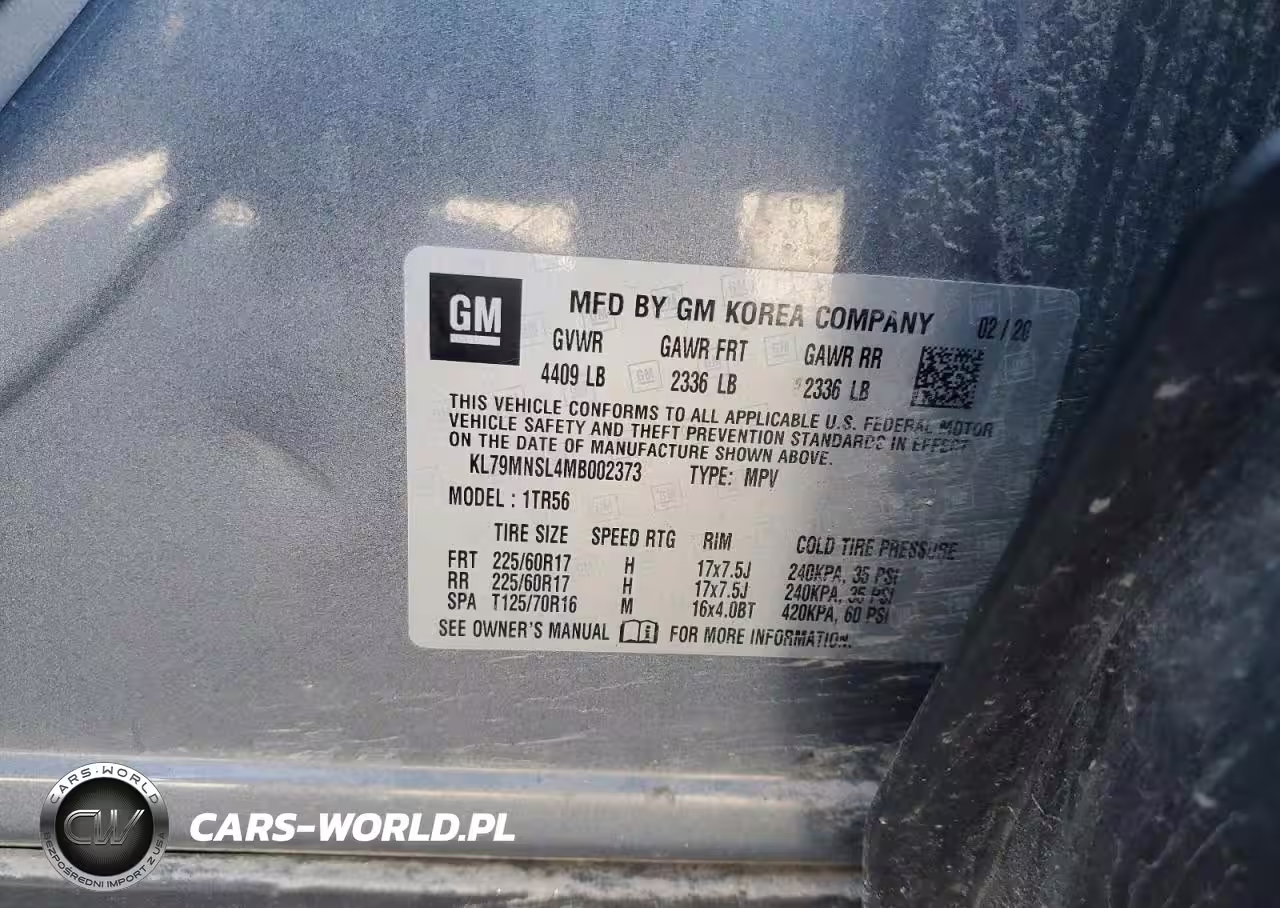 GM
MFD BY GM KOREA COMPANY 02/20
GVWR GAWR FRT GAWR RR
4409 LB 2336 LB 2336 LB
THIS VEHICLE CONFORMS TO ALL APPLICABLE U.S. FEDERAL MOTOR
VEHICLE SAFETY AND THEFT PREVENTION STANDARDS IN EFFECT
ON THE DATE OF MANUFACTURE SHOWN ABOVE.
KL79MNSL4MB002373 TYPE: MPV
MODEL : 1TR56
TIRE SIZE SPEED RTG RIM COLD TIRE PRESSURE
FRT 225/60R17 H 17x7.5J 240KPA, 35 PSI
RR 225/60R17 H 17x7.5J 240KPA, 35 PSI
SPA T125/70R16 M 16x4.0BT 420KPA, 60 PSI
SEE OWNER'S MANUAL FOR MORE INFORMATION.
CARS-WORLD
CW
BEZPOŚREDNI IMPORT Z USA
CARS-WORLD.PL